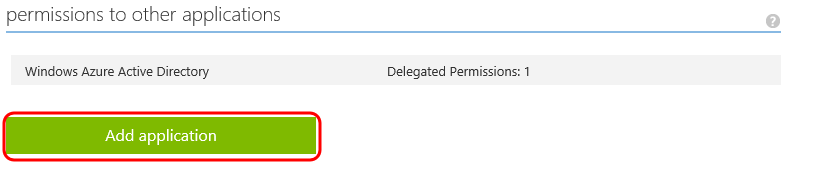 permissions to other applications
?
Windows Azure Active Directory Delegated Permissions: 1
Add application